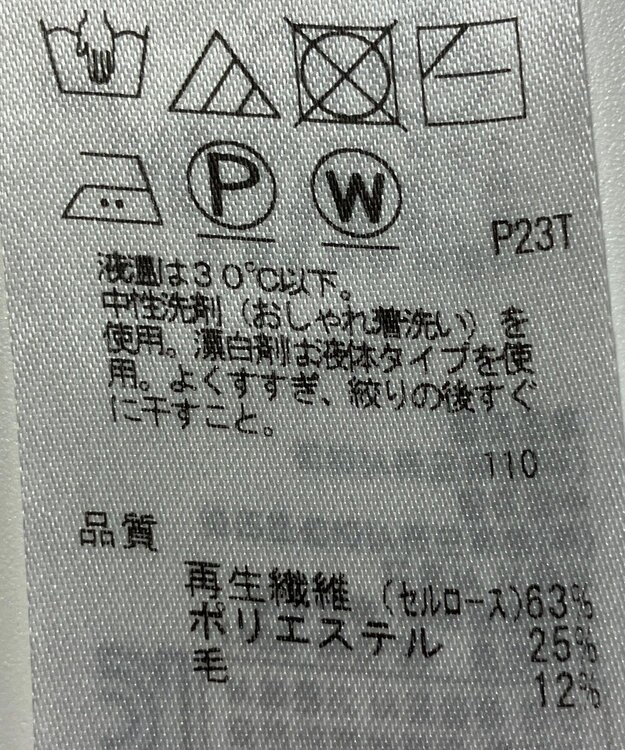 P W
P23T
液温は30℃以下。
中性洗剤(おしゃれ着洗い)を
使用。漂白剤は液体タイプを使
用。よくすすぎ、絞りの後すぐ
に干すこと。
110
品質
再生繊維(セルロース)63%
ポリエステル 25%
毛 12%